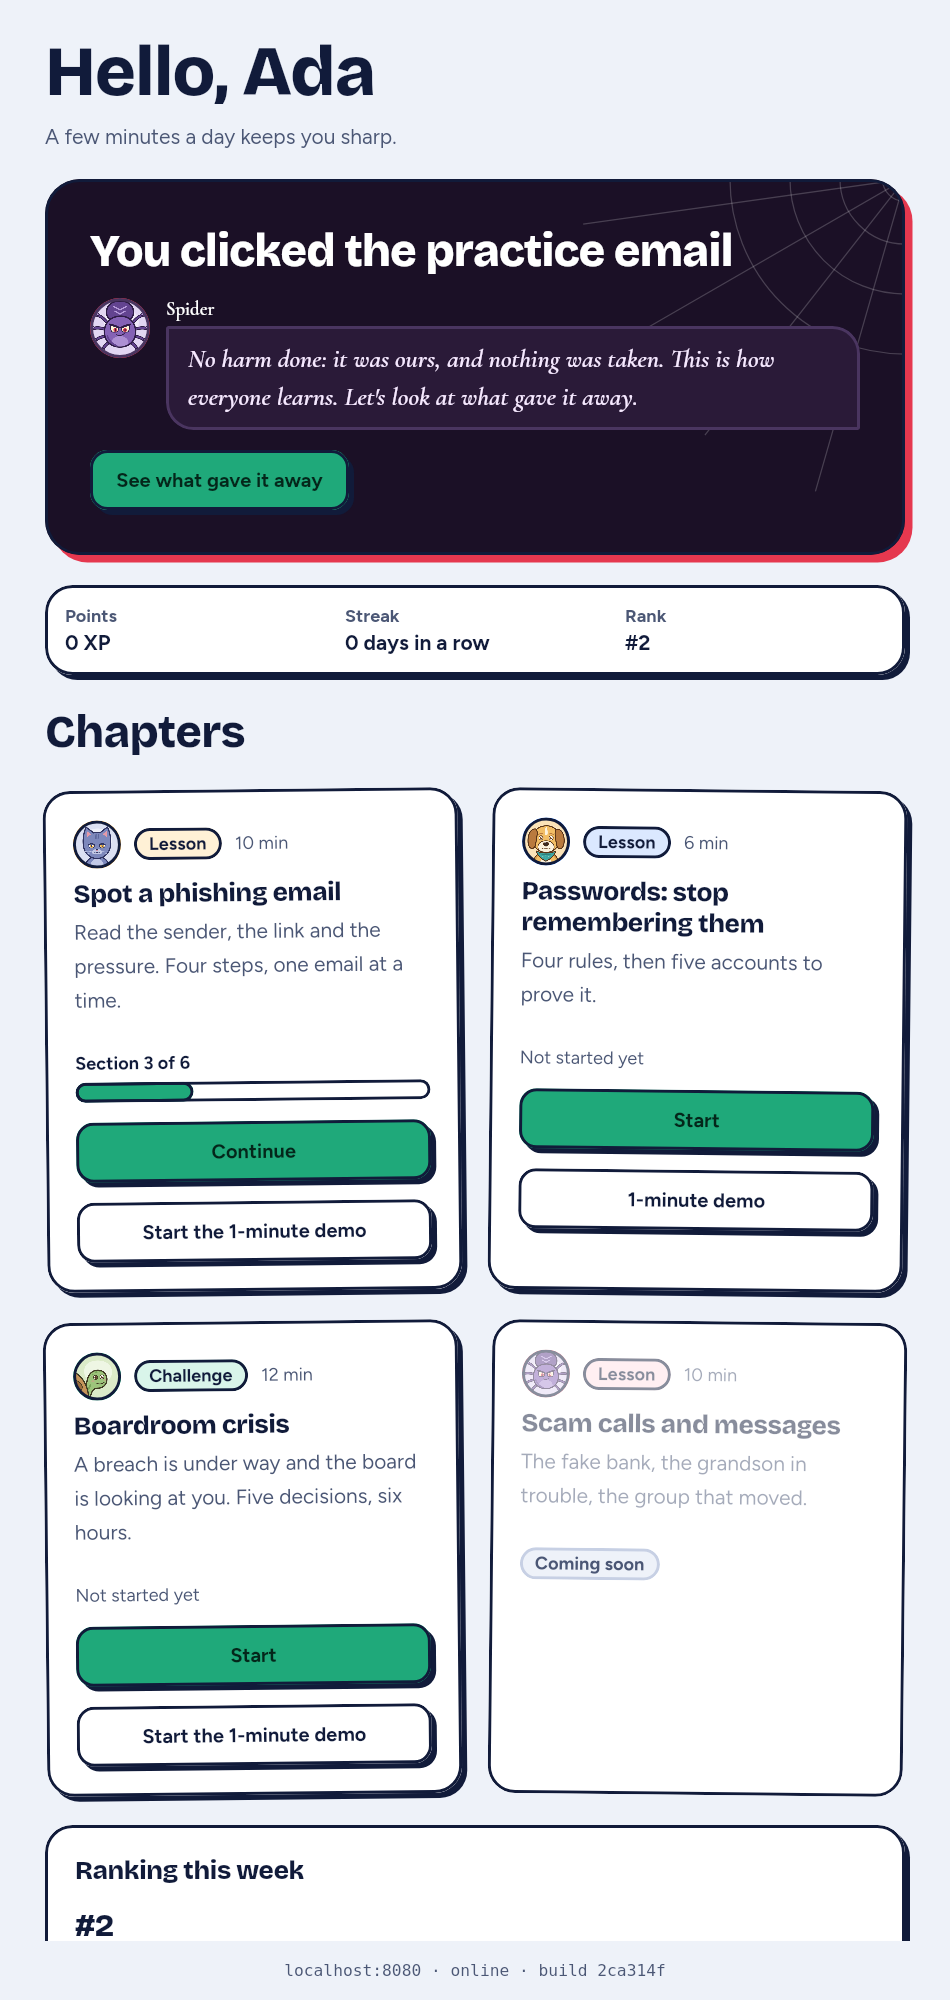 Hello, Ada
A few minutes a day keeps you sharp.
You clicked the practice email
Spider
No harm done: it was ours, and nothing was taken. This is how
everyone learns. Let's look at what gave it away.
See what gave it away
Points
0 XP
Streak
0 days in a row
Rank
#2
Chapters
Lesson
10 min
Spot a phishing email
Read the sender, the link and the
pressure. Four steps, one email at a
time.
Section 3 of 6
Continue
Start the 1-minute demo
Lesson
6 min
Passwords: stop
remembering them
Four rules, then five accounts to
prove it.
Not started yet
Start
1-minute demo
Challenge
12 min
Boardroom crisis
A breach is under way and the board
is looking at you. Five decisions, six
hours.
Not started yet
Start
Start the 1-minute demo
Lesson
10 min
Scam calls and messages
The fake bank, the grandson in
trouble, the group that moved.
Coming soon
Ranking this week
#2
localhost:8080 · online · build 2ca314f